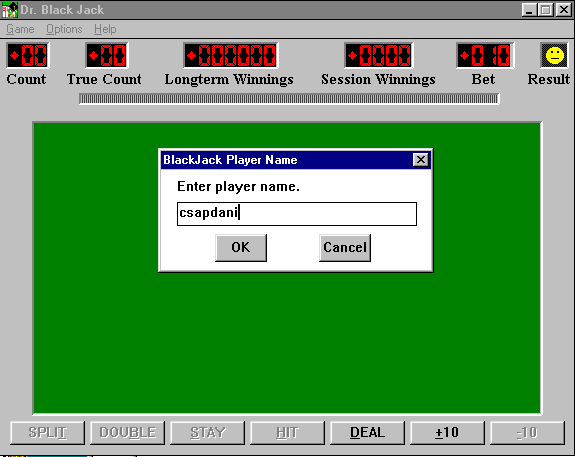 Dr. Black Jack
Game Options Help
+00 +00 +000000 +0000 +010
Count True Count Longterm Winnings Session Winnings Bet Result
BlackJack Player Name
Enter player name.
csapdani
OK Cancel
SPLIT DOUBLE STAY HIT DEAL +10 -10